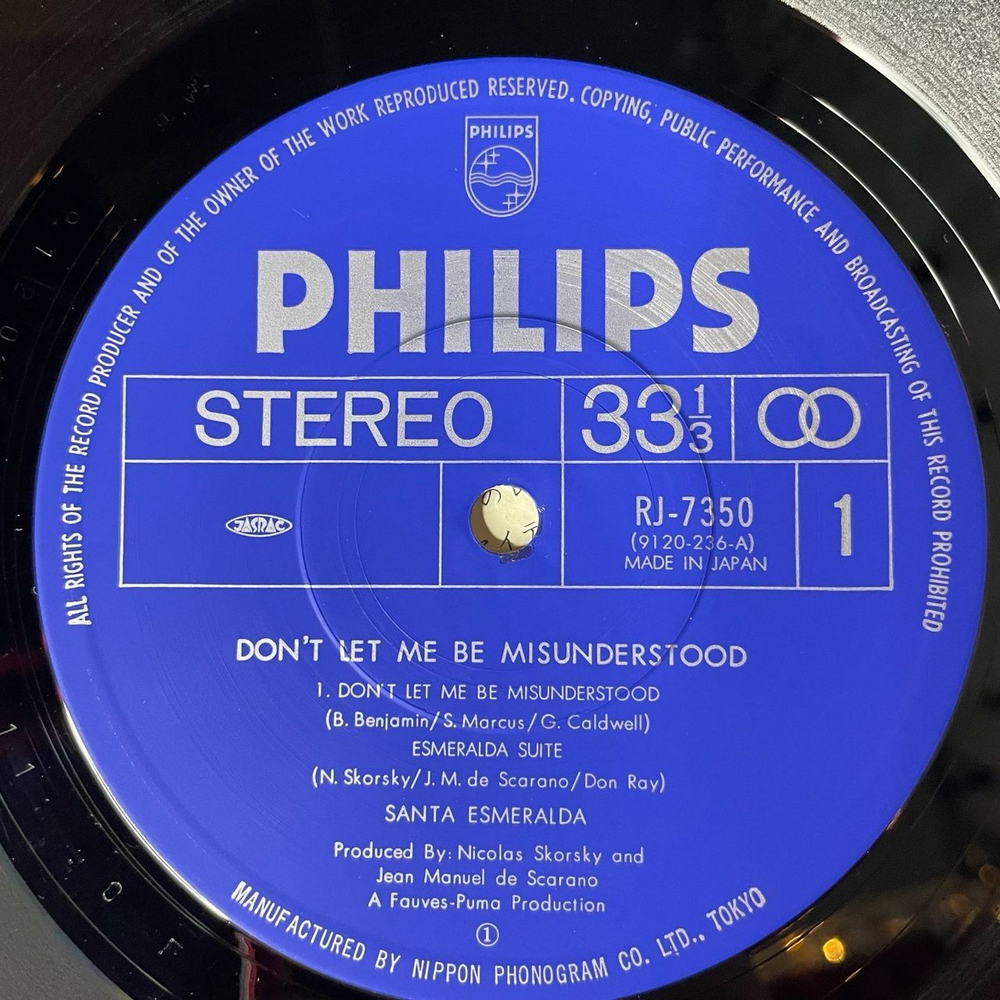 ALL RIGHTS OF THE RECORD PRODUCER AND OF THE OWNER OF THE WORK REPRODUCED RESERVED. COPYING, PUBLIC PERFORMANCE AND BROADCASTING OF THIS RECORD PROHIBITED
PHILIPS
PHILIPS
STEREO 33 1/3
JASRAC
RJ-7350 1
(9120-236-A)
MADE IN JAPAN
DON'T LET ME BE MISUNDERSTOOD
1. DON'T LET ME BE MISUNDERSTOOD
(B. Benjamin/S. Marcus/G. Caldwell)
ESMERALDA SUITE
(N. Skorsky/J. M. de Scarano/Don Ray)
SANTA ESMERALDA
Produced By: Nicolas Skorsky and
Jean Manuel de Scarano
A Fauves-Puma Production
①
MANUFACTURED BY NIPPON PHONOGRAM CO. LTD., TOKYO